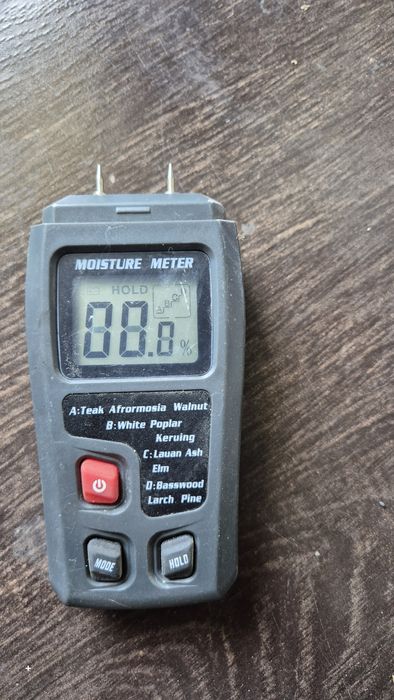 MOISTURE METER
HOLD
88.8 %
A:Teak Afrormosia Walnut
B:White Poplar
Keruing
C:Lauan Ash
Elm
D:Basswood
Larch Pine
MODE
HOLD